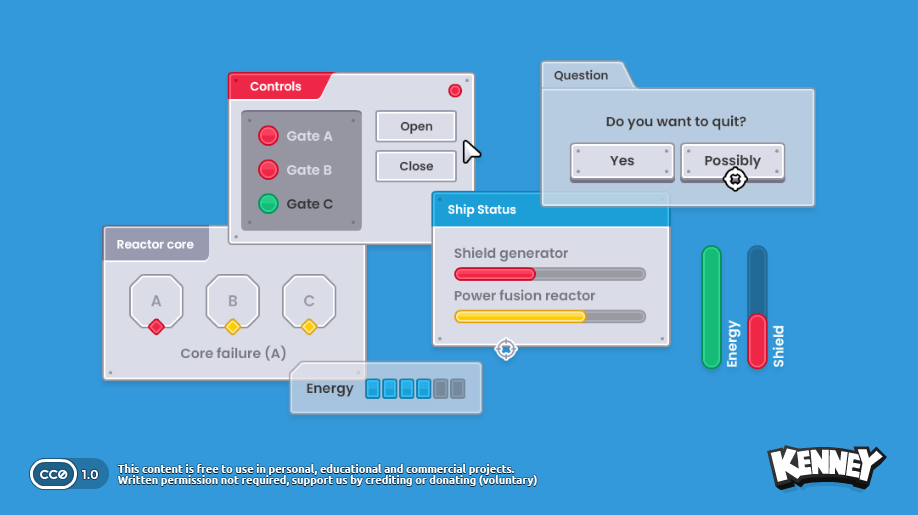 Controls
Gate A
Gate B
Gate C
Open
Close
Question
Do you want to quit?
Yes
Possibly
Ship Status
Shield generator
Power fusion reactor
Reactor core
A
B
C
Core failure (A)
Energy
Energy
Shield
CC0 1.0
This content is free to use in personal, educational and commercial projects.
Written permission not required, support us by crediting or donating (voluntary)
KENNEY